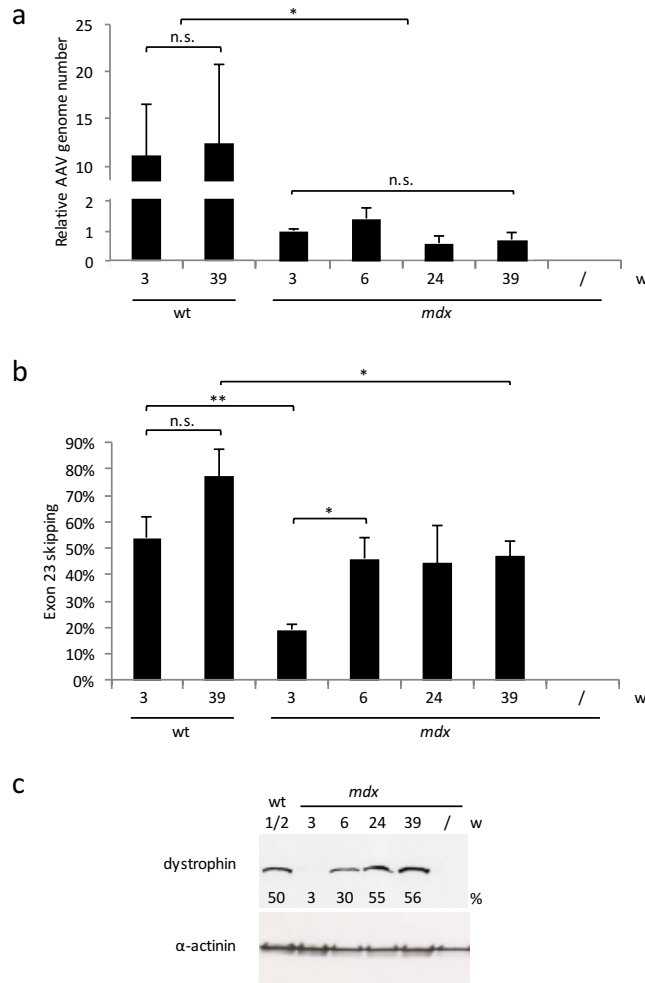 a
*
n.s.
n.s.
Relative AAV genome number
25
20
15
10
2
1
0
3 39 3 6 24 39 / w
wt mdx
b
*
**
n.s.
*
Exon 23 skipping
90%
80%
70%
60%
50%
40%
30%
20%
10%
0%
3 39 3 6 24 39 / w
wt mdx
c
wt mdx
1/2 3 6 24 39 / w
dystrophin
50 3 30 55 56 %
α-actinin